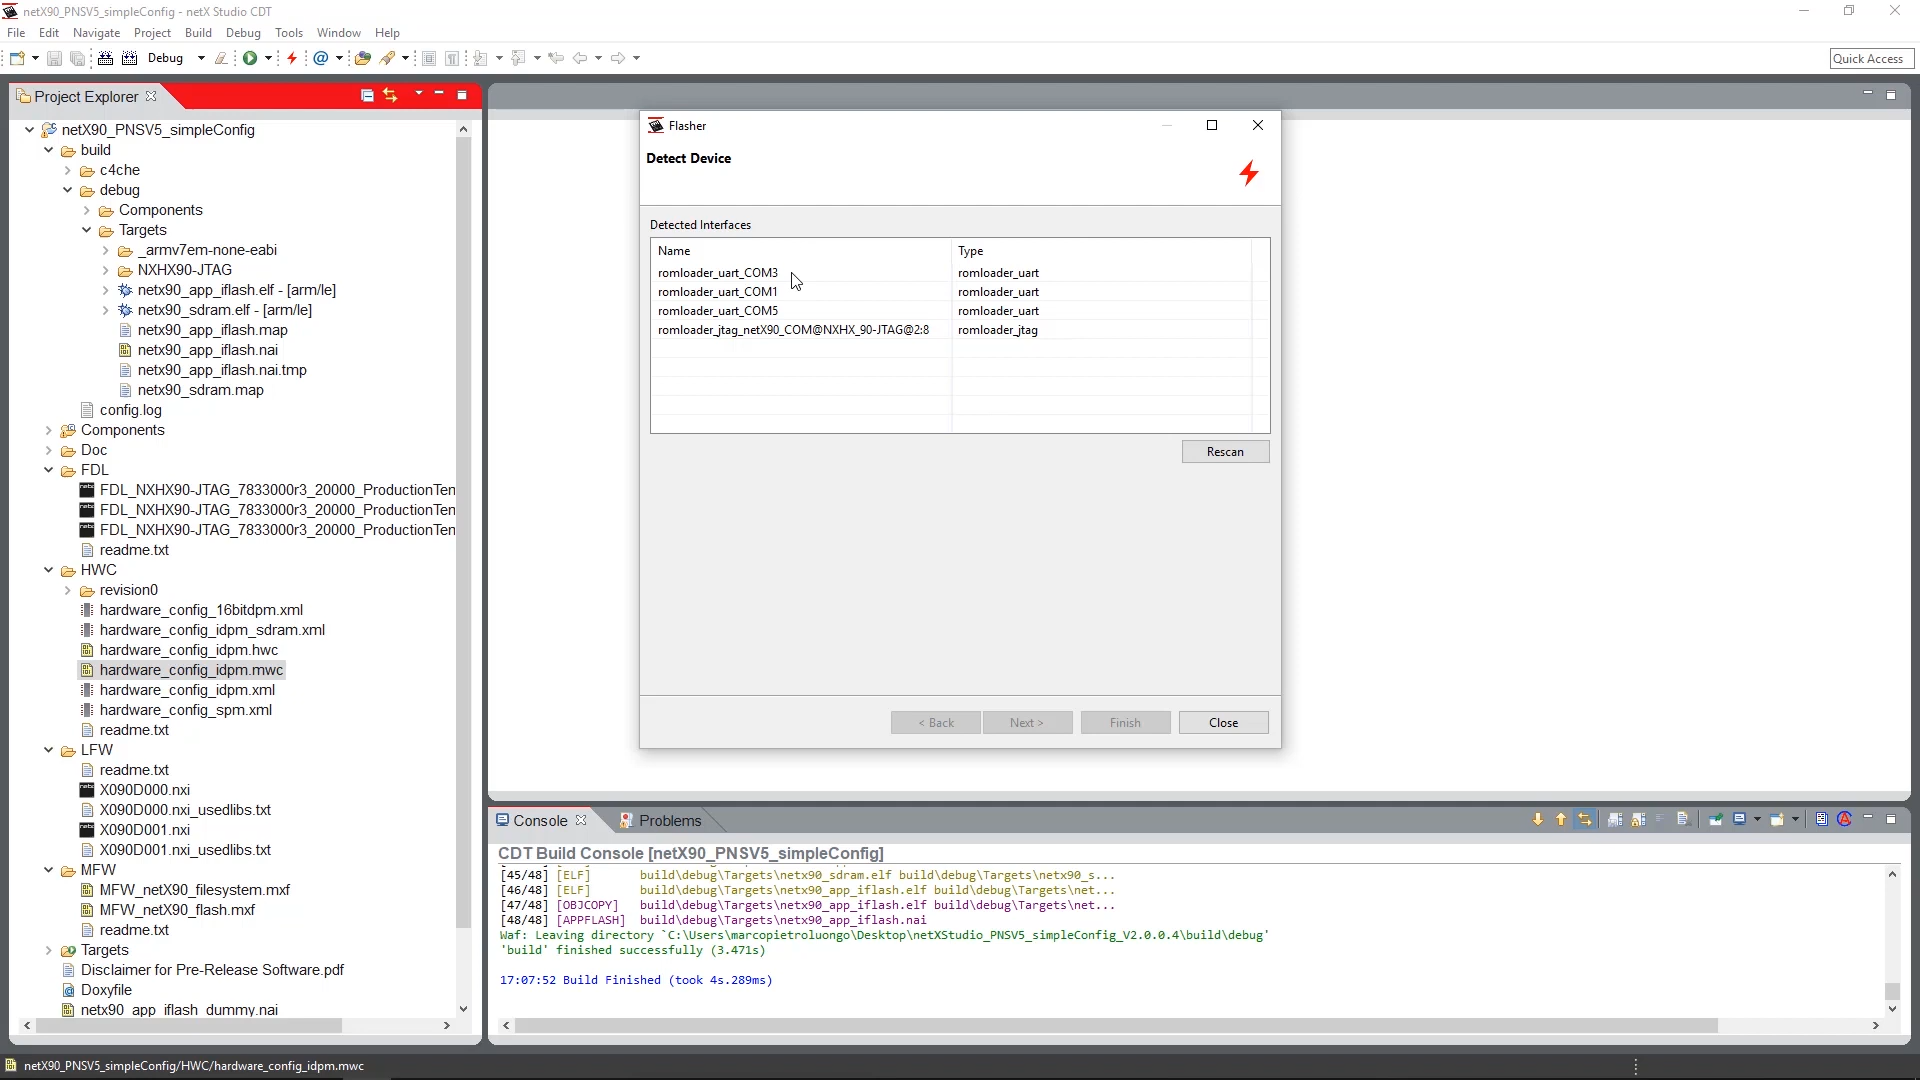 netX90_PNSV5_simpleConfig - netX Studio CDT
File Edit Navigate Project Build Debug Tools Window Help
Debug
Quick Access
Project Explorer
netX90_PNSV5_simpleConfig
build
c4che
debug
Components
Targets
_armv7em-none-eabi
NXHX90-JTAG
netx90_app_iflash.elf - [arm/le]
netx90_sdram.elf - [arm/le]
netx90_app_iflash.map
netx90_app_iflash.nai
netx90_app_iflash.nai.tmp
netx90_sdram.map
config.log
Components
Doc
FDL
FDL_NXHX90-JTAG_7833000r3_20000_ProductionTen
FDL_NXHX90-JTAG_7833000r3_20000_ProductionTen
FDL_NXHX90-JTAG_7833000r3_20000_ProductionTen
readme.txt
HWC
revision0
hardware_config_16bitdpm.xml
hardware_config_idpm_sdram.xml
hardware_config_idpm.hwc
hardware_config_idpm.mwc
hardware_config_idpm.xml
hardware_config_spm.xml
readme.txt
LFW
readme.txt
X090D000.nxi
X090D000.nxi_usedlibs.txt
X090D001.nxi
X090D001.nxi_usedlibs.txt
MFW
MFW_netX90_filesystem.mxf
MFW_netX90_flash.mxf
readme.txt
Targets
Disclaimer for Pre-Release Software.pdf
Doxyfile
netx90_app_iflash_dummy.nai
Flasher
Detect Device
Detected Interfaces
Name Type
romloader_uart_COM3 romloader_uart
romloader_uart_COM1 romloader_uart
romloader_uart_COM5 romloader_uart
romloader_jtag_netX90_COM@NXHX_90-JTAG@2:8 romloader_jtag
Rescan
< Back Next > Finish Close
Console Problems
CDT Build Console [netX90_PNSV5_simpleConfig]
[45/48] [ELF] build\debug\Targets\netx90_sdram.elf build\debug\Targets\netx90_s...
[46/48] [ELF] build\debug\Targets\netx90_app_iflash.elf build\debug\Targets\net...
[47/48] [OBJCOPY] build\debug\Targets\netx90_app_iflash.elf build\debug\Targets\net...
[48/48] [APPFLASH] build\debug\Targets\netx90_app_iflash.nai
Waf: Leaving directory `C:\Users\marcopietroluongo\Desktop\netXStudio_PNSV5_simpleConfig_V2.0.0.4\build\debug'
'build' finished successfully (3.471s)
17:07:52 Build Finished (took 4s.289ms)
netX90_PNSV5_simpleConfig/HWC/hardware_config_idpm.mwc